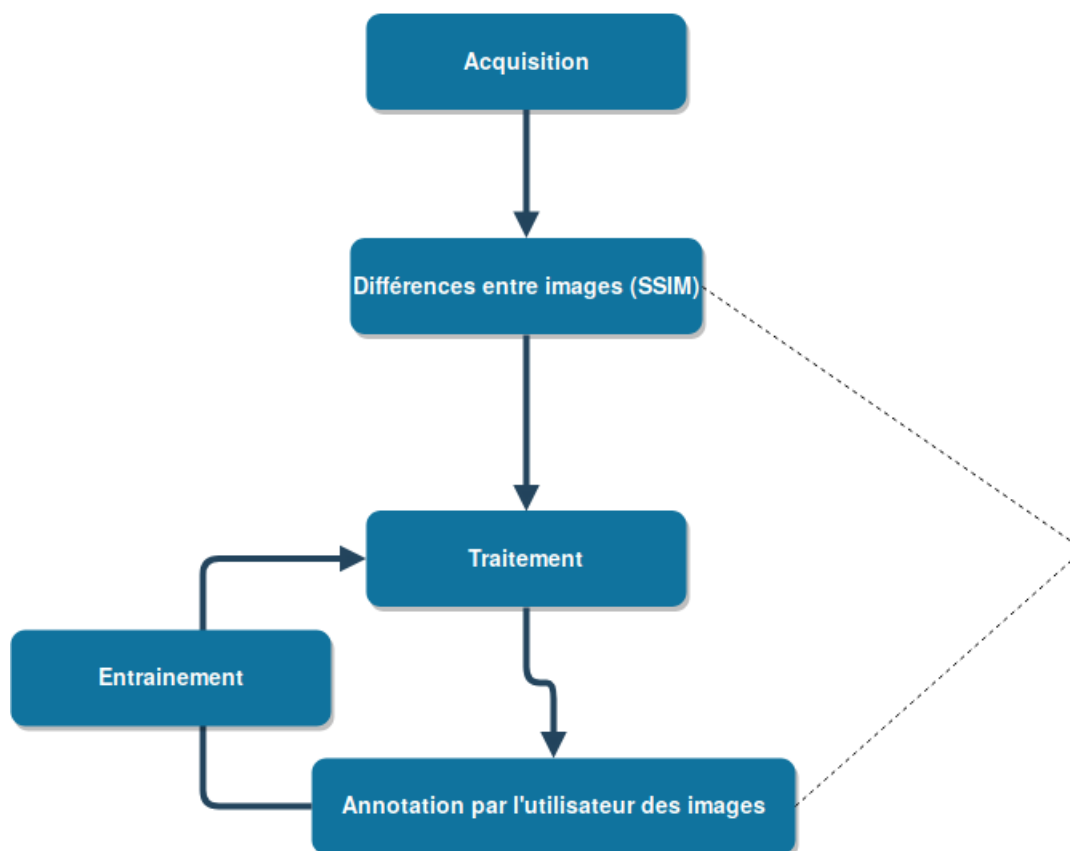 Acquisition
Différences entre images (SSIM)
Traitement
Entrainement
Annotation par l'utilisateur des images